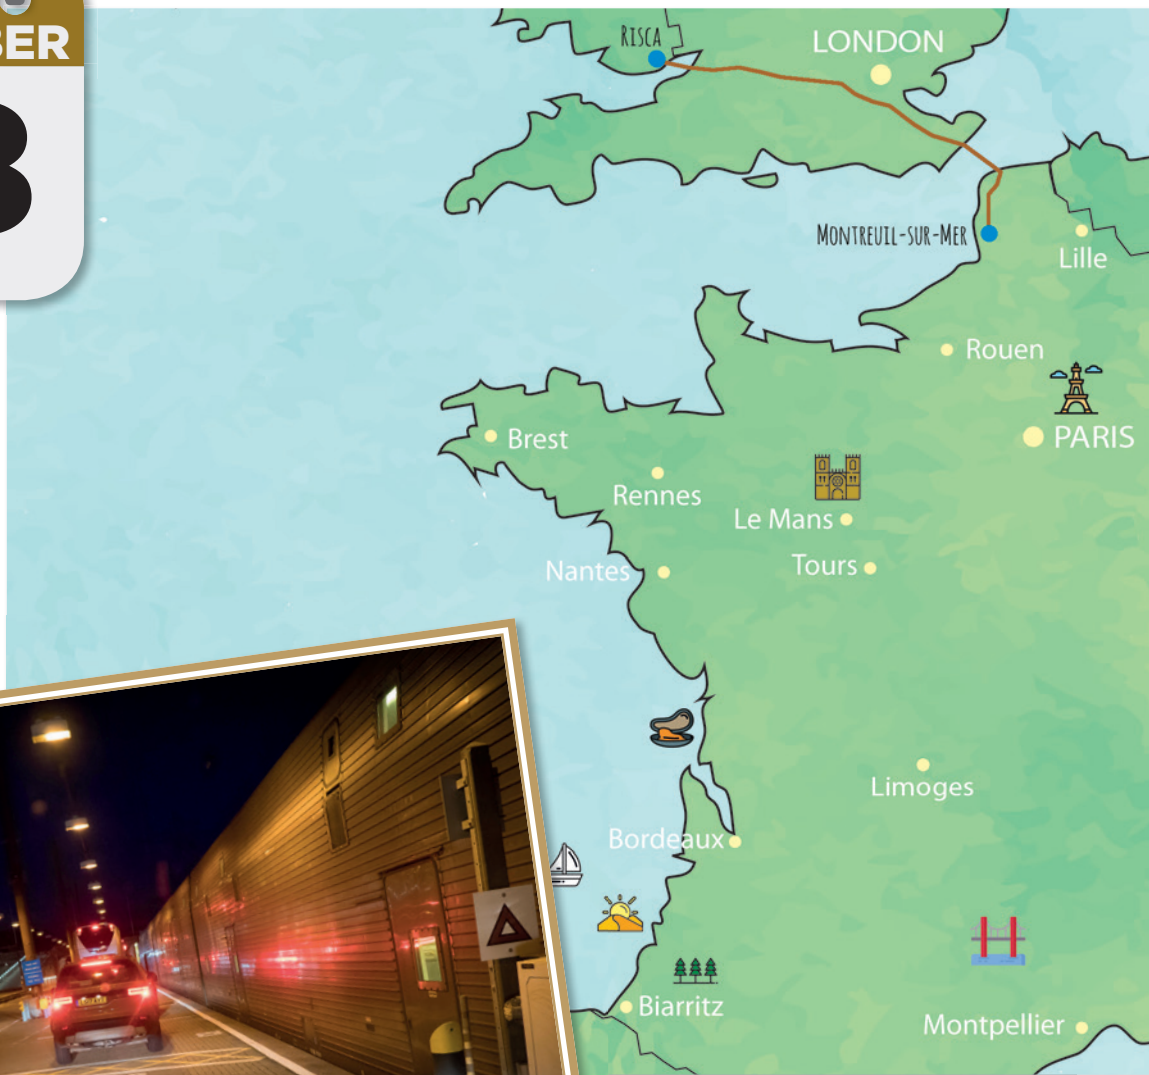 BER
RISCA
LONDON
MONTREUIL-SUR-MER
Lille
Rouen
PARIS
Brest
Rennes
Le Mans
Tours
Nantes
Limoges
Bordeaux
Biarritz
Montpellier